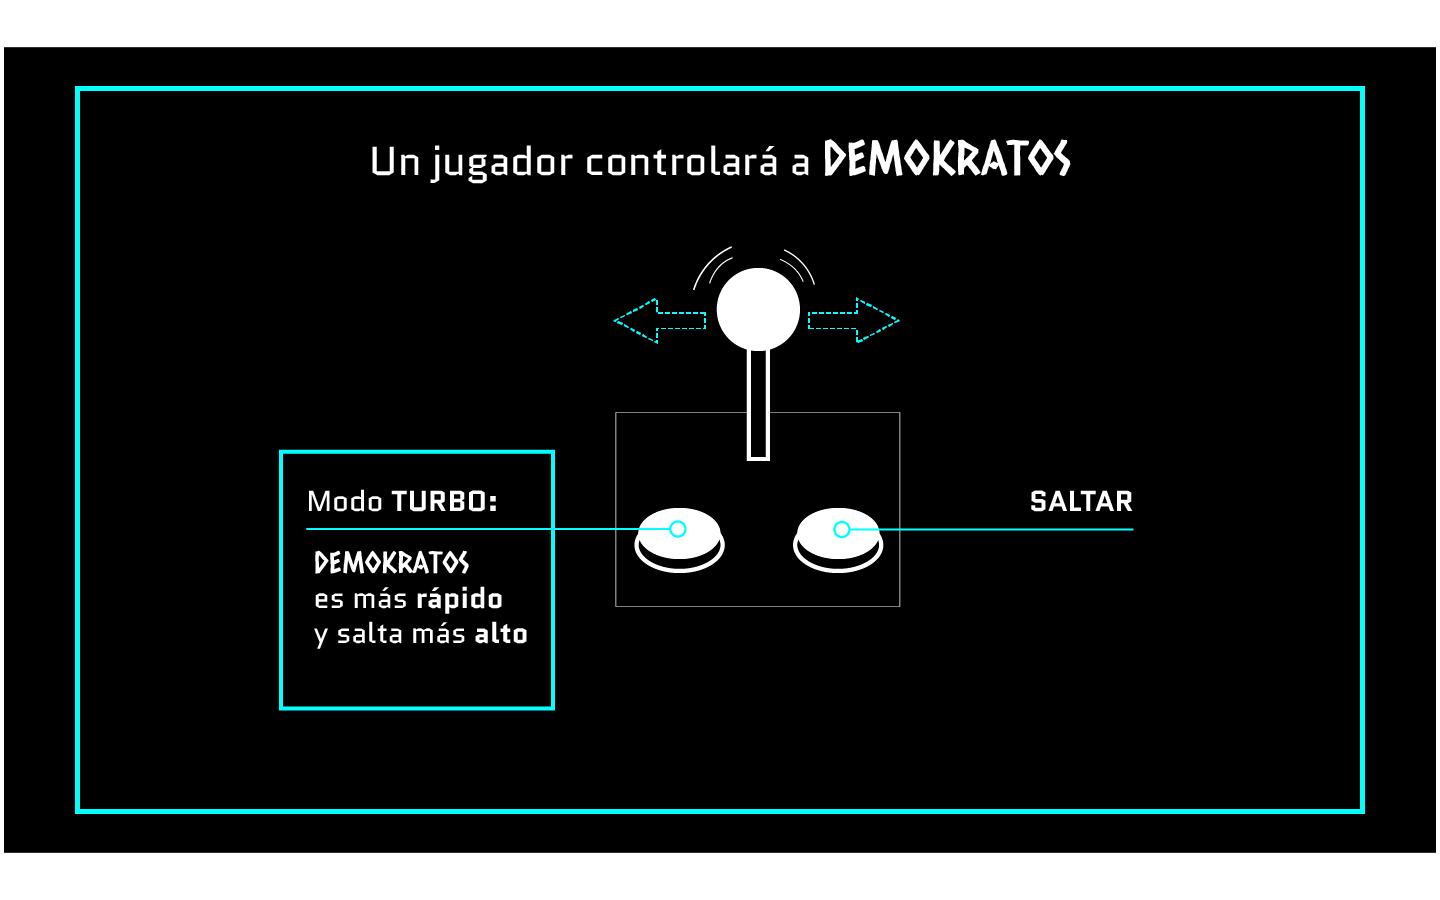 Un jugador controlará a DEMOKRATOS
Modo TURBO:
SALTAR
DEMOKRATOS
es más rápido
y salta más alto